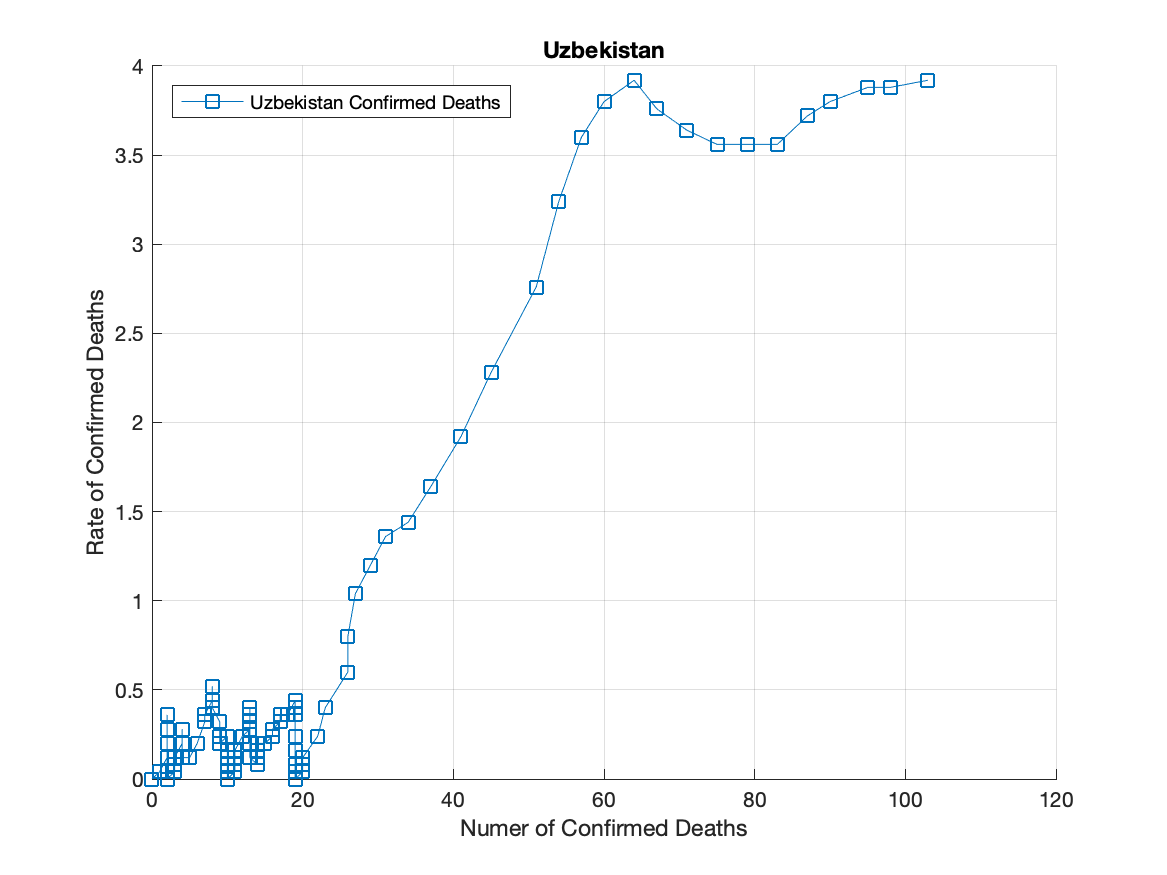 Uzbekistan
Uzbekistan Confirmed Deaths
Rate of Confirmed Deaths
4
3.5
3
2.5
2
1.5
1
0.5
0
0 20 40 60 80 100 120
Numer of Confirmed Deaths